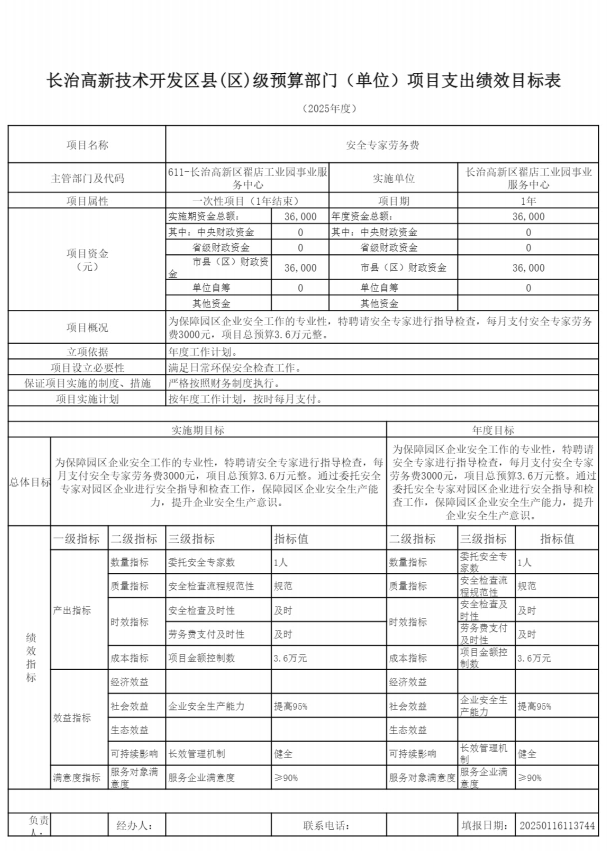 长治高新技术开发区县(区)级预算部门（单位）项目支出绩效目标表
（2025年度）
项目名称 安全专家劳务费
主管部门及代码 611-长治高新区翟店工业园事业服务中心 实施单位 长治高新区翟店工业园事业服务中心
项目属性 一次性项目（1年结束） 项目期 1年
项目资金（元） 实施期资金总额： 36,000 年度资金总额： 36,000
其中：中央财政资金 0 其中：中央财政资金 0
省级财政资金 0 省级财政资金 0
市县（区）财政资金 36,000 市县（区）财政资金 36,000
单位自筹 0 单位自筹 0
其他资金 其他资金
项目概况 为保障园区企业安全工作的专业性，特聘请安全专家进行指导检查，每月支付安全专家劳务费3000元，项目总预算3.6万元整。
立项依据 年度工作计划。
项目设立必要性 满足日常环保安全检查工作。
保证项目实施的制度、措施 严格按照财务制度执行。
项目实施计划 按年度工作计划，按时每月支付。
实施期目标 年度目标
总体目标 为保障园区企业安全工作的专业性，特聘请安全专家进行指导检查，每月支付安全专家劳务费3000元，项目总预算3.6万元整。通过委托安全专家对园区企业进行安全指导和检查工作，保障园区企业安全生产能力，提升企业安全生产意识。 为保障园区企业安全工作的专业性，特聘请安全专家进行指导检查，每月支付安全专家劳务费3000元，项目总预算3.6万元整。通过委托安全专家对园区企业进行安全指导和检查工作，保障园区企业安全生产能力，提升企业安全生产意识。
绩效指标 一级指标 二级指标 三级指标 指标值 二级指标 三级指标 指标值
产出指标 数量指标 委托安全专家数 1人 数量指标 委托安全专家数 1人
质量指标 安全检查流程规范性 规范 质量指标 安全检查流程规范性 规范
时效指标 安全检查及时性 及时 时效指标 安全检查及时性 及时
劳务费支付及时性 及时 劳务费支付及时性 及时
成本指标 项目金额控制数 3.6万元 成本指标 项目金额控制数 3.6万元
效益指标 经济效益 经济效益
社会效益 企业安全生产能力 提高95% 社会效益 企业安全生产能力 提高95%
生态效益 生态效益
可持续影响 长效管理机制 健全 可持续影响 长效管理机制 健全
满意度指标 服务对象满意度 服务企业满意度 ≥90% 服务对象满意度 服务企业满意度 ≥90%
负责人： 经办人： 联系电话： 填报日期： 20250116113744